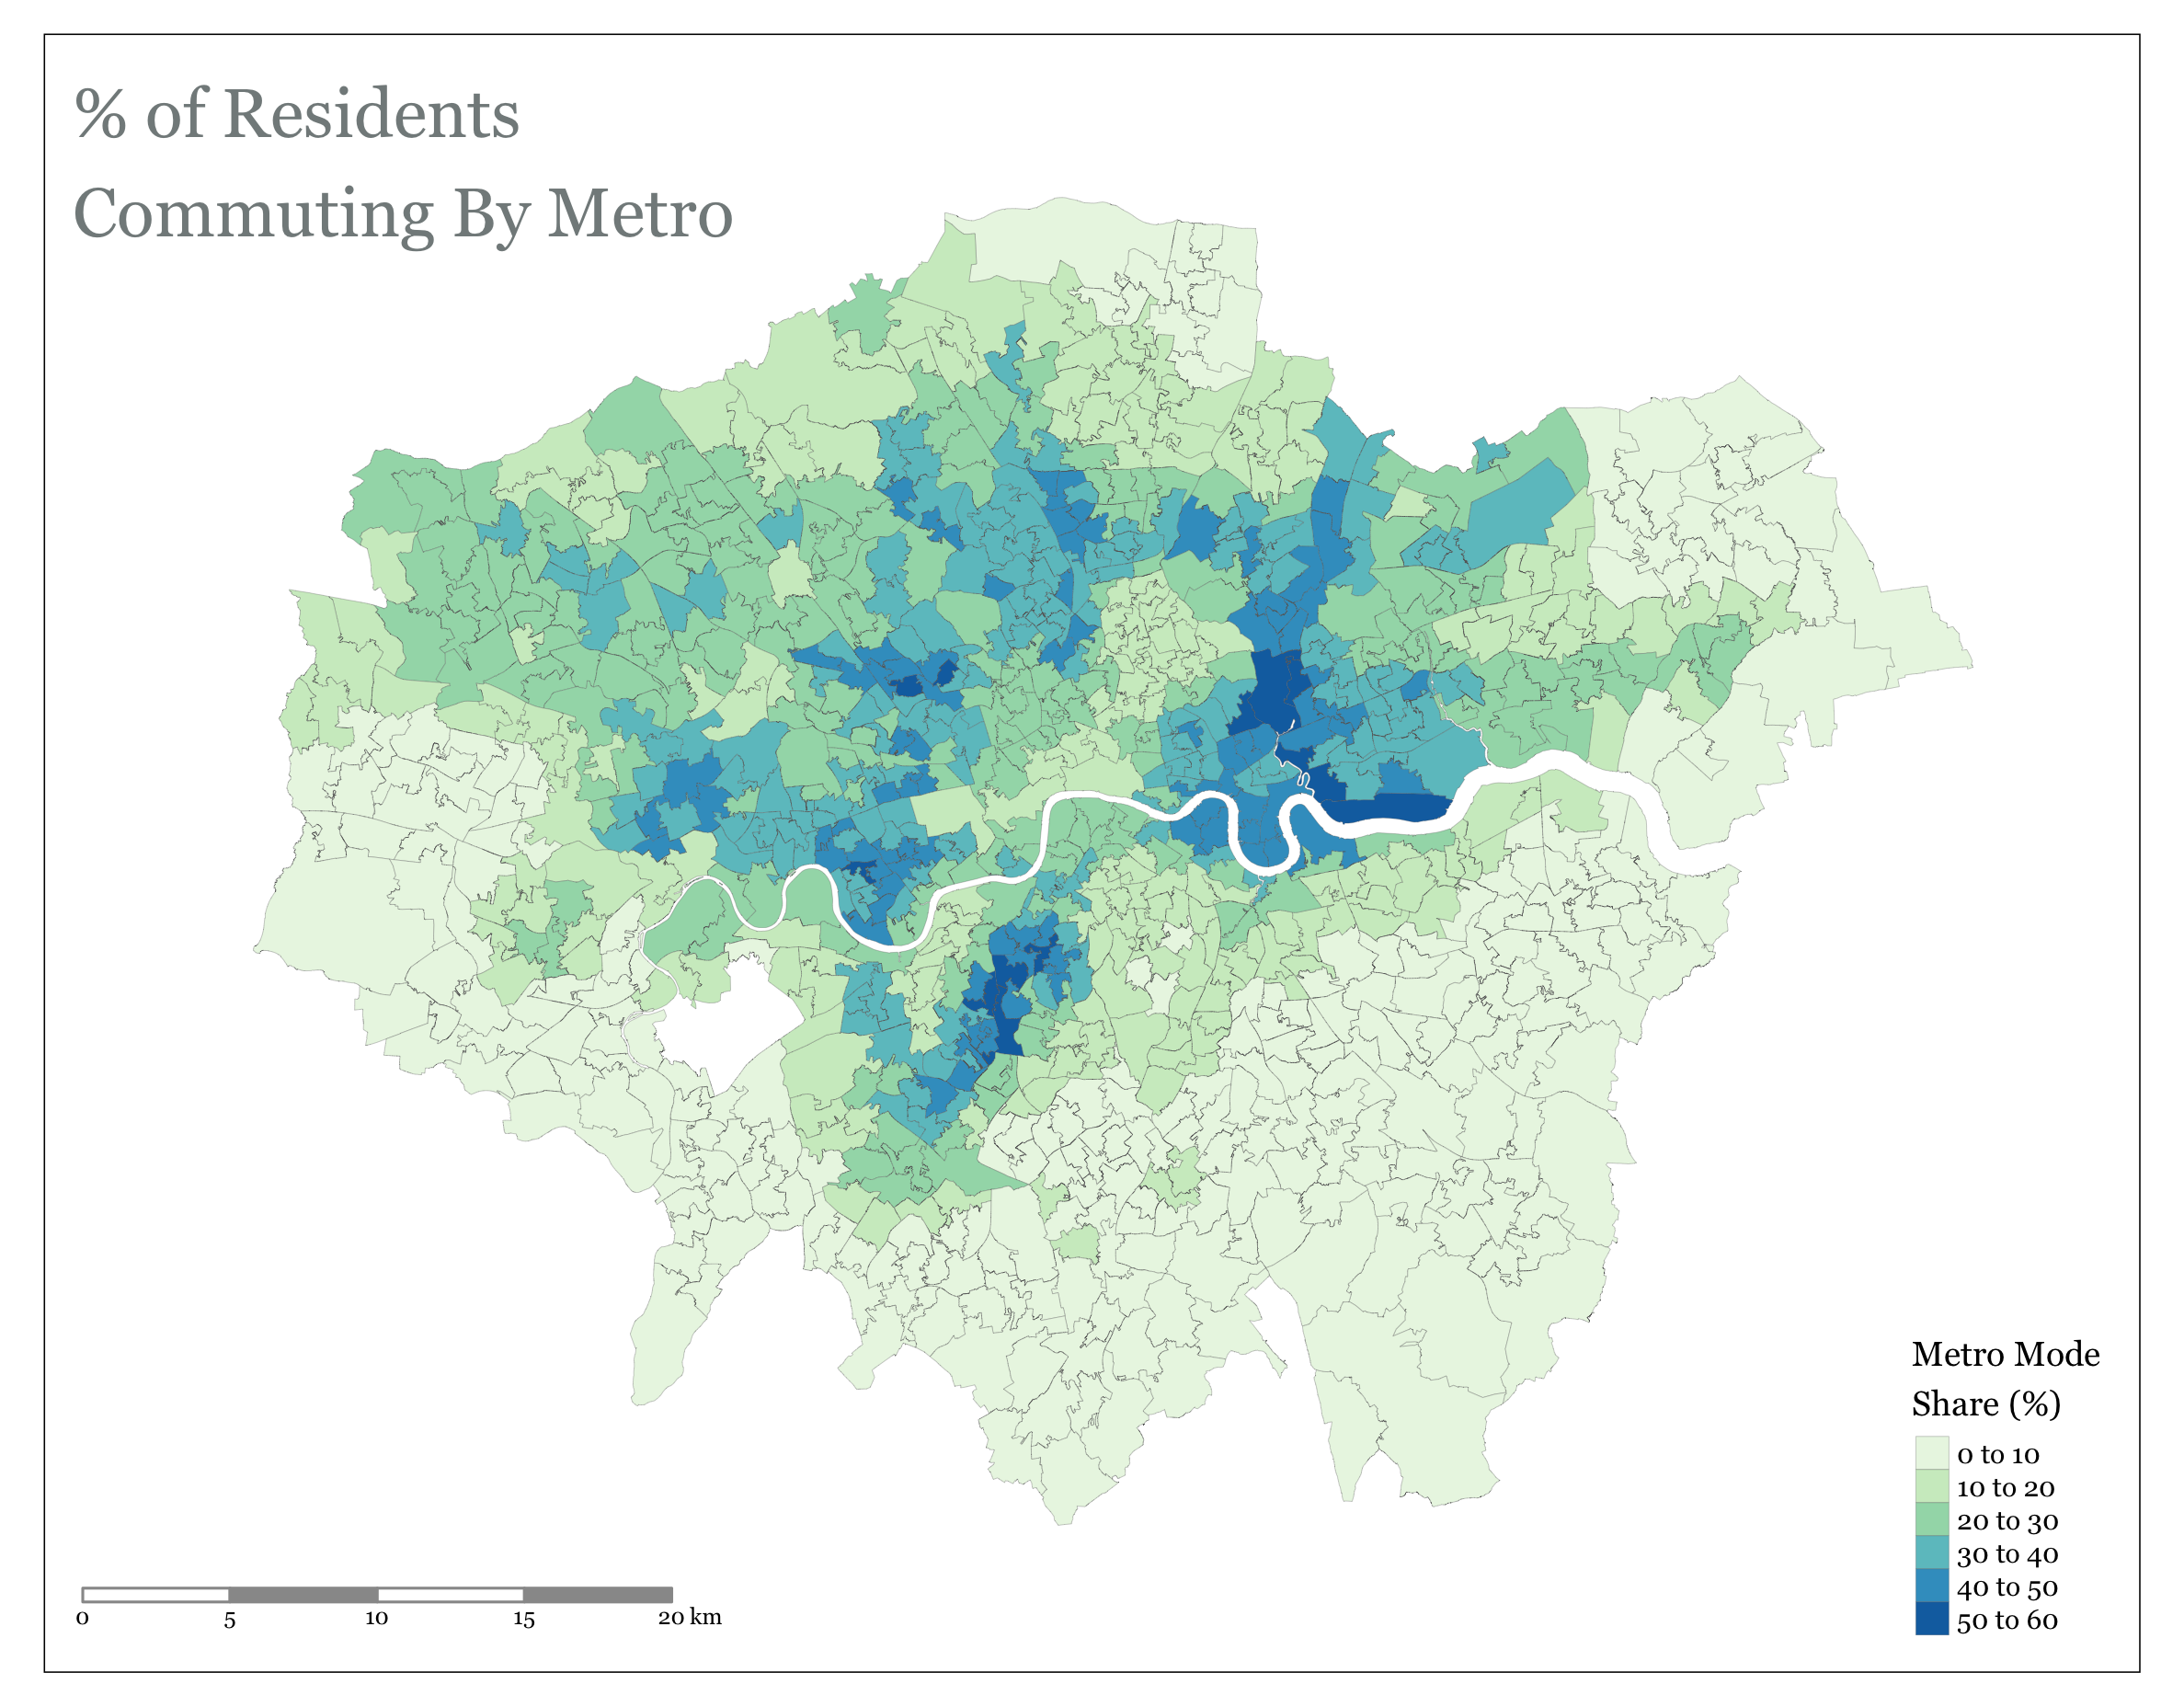 % of Residents
Commuting By Metro
Metro Mode
Share (%)
0 to 10
10 to 20
20 to 30
30 to 40
40 to 50
50 to 60
0 5 10 15 20 km